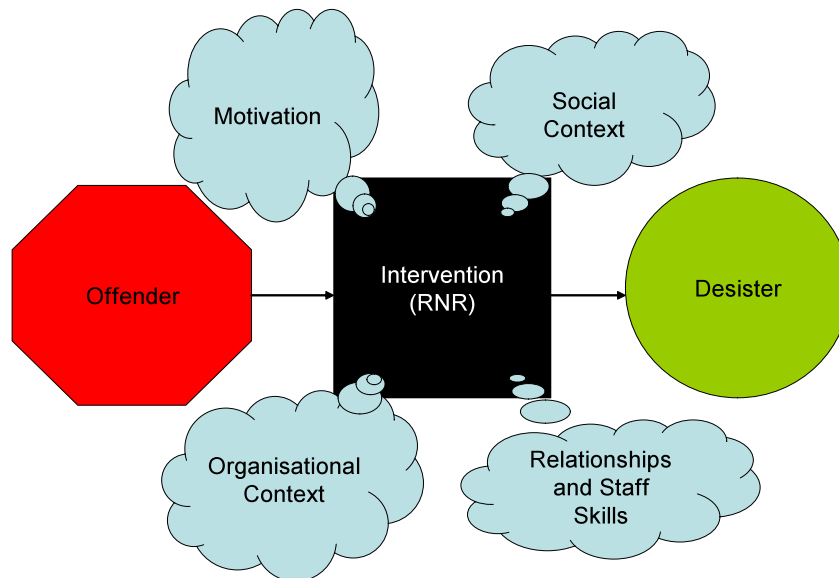 Motivation
Social
Context
Offender
Intervention
(RNR)
Desister
Organisational
Context
Relationships
and Staff
Skills